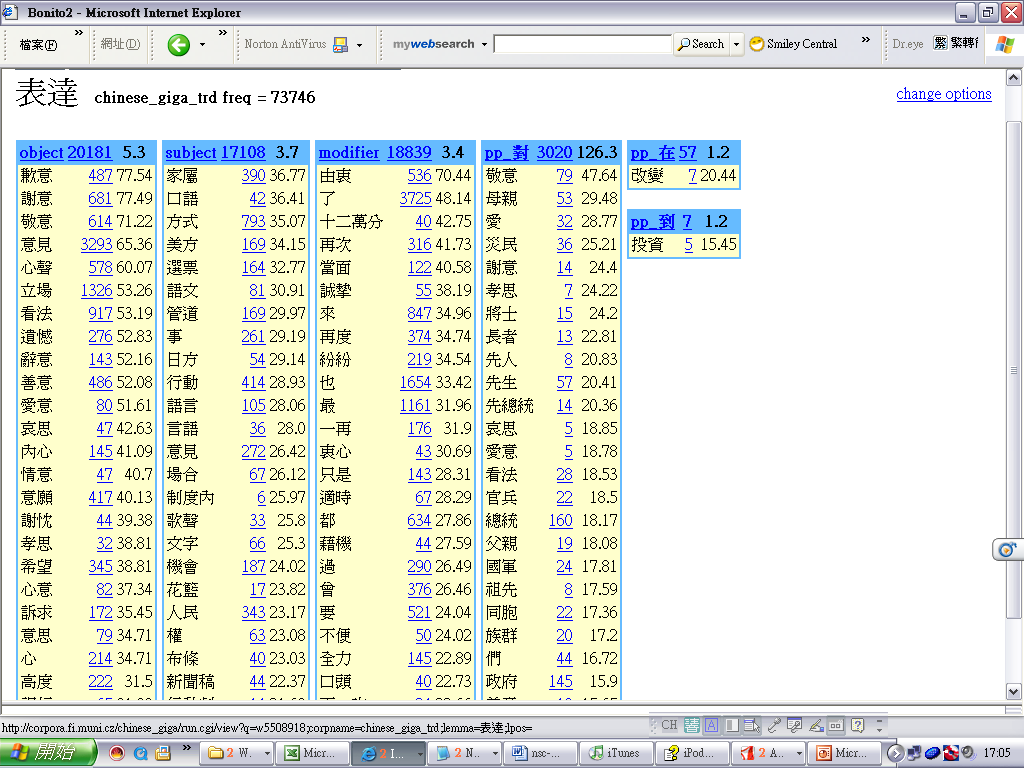 Bonito2 - Microsoft Internet Explorer
檔案(F) » 網址(D) » Norton AntiVirus mywebsearch Search Smiley Central » Dr.eye 繁 繁轉
表達 chinese_giga_trd freq = 73746 change options
object 20181 5.3
歉意 487 77.54
謝意 681 77.49
敬意 614 71.22
意見 3293 65.36
心聲 578 60.07
立場 1326 53.26
看法 917 53.19
遺憾 276 52.83
辭意 143 52.16
善意 486 52.08
愛意 80 51.61
哀思 47 42.63
內心 145 41.09
情意 47 40.7
意願 417 40.13
謝忱 44 39.38
孝思 32 38.81
希望 345 38.81
心意 82 37.34
訴求 172 35.45
意思 79 34.71
心 214 34.71
高度 222 31.5
subject 17108 3.7
家屬 390 36.77
口語 42 36.41
方式 793 35.07
美方 169 34.15
選票 164 32.77
語文 81 30.91
管道 169 29.97
事 261 29.19
日方 54 29.14
行動 414 28.93
語言 105 28.06
言語 36 28.0
意見 272 26.42
場合 67 26.12
制度內 6 25.97
歌聲 33 25.8
文字 66 25.3
機會 187 24.02
花籃 17 23.82
人民 343 23.17
權 63 23.08
布條 40 23.03
新聞稿 44 22.37
modifier 18839 3.4
由衷 536 70.44
了 3725 48.14
十二萬分 40 42.75
再次 316 41.73
當面 122 40.58
誠摯 55 38.19
來 847 34.96
再度 374 34.74
紛紛 219 34.54
也 1654 33.42
最 1161 31.96
一再 176 31.9
衷心 43 30.69
只是 143 28.31
適時 67 28.29
都 634 27.86
藉機 44 27.59
過 290 26.49
曾 376 26.46
要 521 24.04
不便 50 24.02
全力 145 22.89
口頭 40 22.73
pp_對 3020 126.3
敬意 79 47.64
母親 53 29.48
愛 32 28.77
災民 36 25.21
謝意 14 24.4
孝思 7 24.22
將士 15 24.2
長者 13 22.81
先人 8 20.83
先生 57 20.41
先總統 14 20.36
哀思 5 18.85
愛意 5 18.78
看法 28 18.53
官兵 22 18.5
總統 160 18.17
父親 19 18.08
國軍 24 17.81
祖先 8 17.59
同胞 22 17.36
族群 20 17.2
們 44 16.72
政府 145 15.9
pp_在 57 1.2
改變 7 20.44
pp_到 7 1.2
投資 5 15.45
http://corpora.fi.muni.cz/chinese_giga/run.cgi/view?q=w5508918;corpname=chinese_giga_trd;lemma=表達;lpos= CH
開始 » 2 W. Micr... 2 I... 2 N. nsc-... iTunes iPod... 2 A.. Micr... 17:05